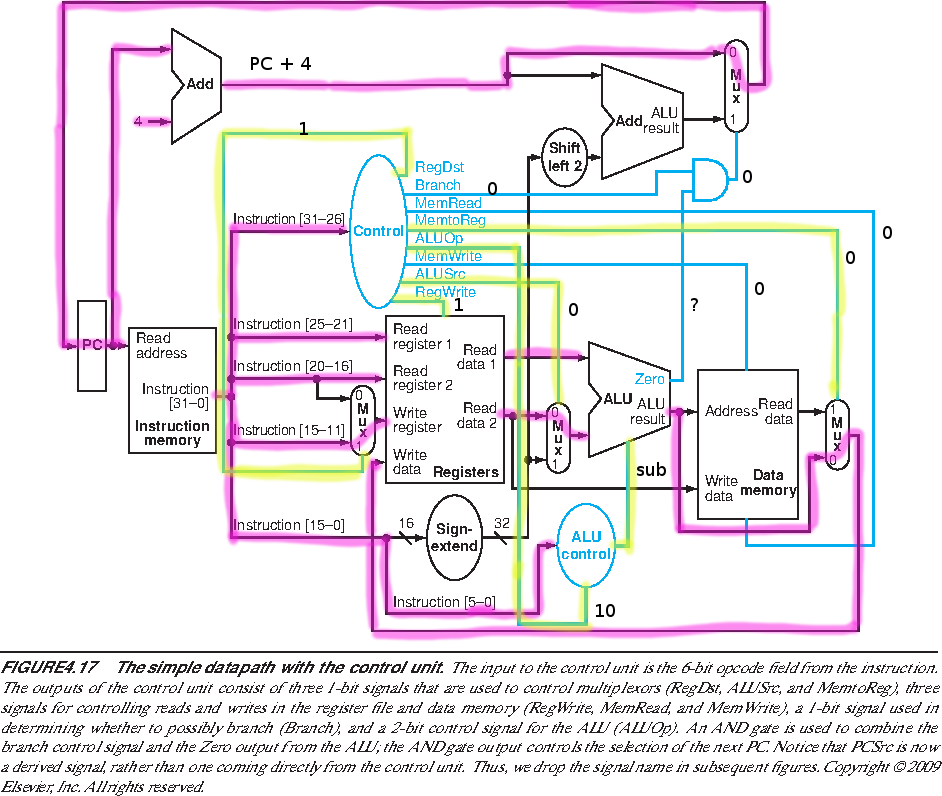 PC + 4
0
M
u
x
1
Add
4
Add
ALU
result
Shift
left 2
1
RegDst
Branch
0
0
MemRead
MemtoReg
ALUOp
MemWrite
ALUSrc
RegWrite
Control
Instruction [31–26]
0
0
0
0
?
1
PC
Read
address
Instruction
[31–0]
Instruction
memory
Instruction [25–21]
Instruction [20–16]
Instruction [15–11]
Instruction [15–0]
0
M
u
x
1
Read
register 1
Read
register 2
Write
register
Write
data
Read
data 1
Read
data 2
Registers
0
M
u
x
1
Zero
ALU
ALU
result
sub
Address
Read
data
Write
data
Data
memory
1
M
u
x
0
16
Sign-
extend
32
ALU
control
Instruction [5–0]
10
FIGURE4.17 The simple datapath with the control unit. The input to the control unit is the 6-bit opcode field from the instruction.
The outputs of the control unit consist of three 1-bit signals that are used to control multiplexors (RegDst, ALUSrc, and MemtoReg), three
signals for controlling reads and writes in the register file and data memory (RegWrite, MemRead, and MemWrite), a 1-bit signal used in
determining whether to possibly branch (Branch), and a 2-bit control signal for the ALU (ALUOp). An AND gate is used to combine the
branch control signal and the Zero output from the ALU; the AND gate output controls the selection of the next PC. Notice that PCSrc is now
a derived signal, rather than one coming directly from the control unit. Thus, we drop the signal name in subsequent figures. Copyright © 2009
Elsevier, Inc. All rights reserved.